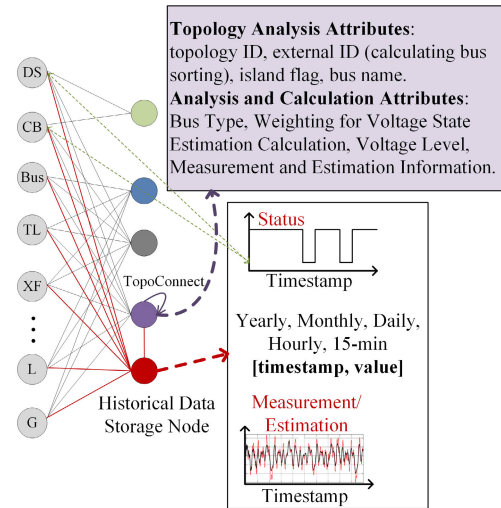 Topology Analysis Attributes:
topology ID, external ID (calculating bus
sorting), island flag, bus name.
Analysis and Calculation Attributes:
Bus Type, Weighting for Voltage State
Estimation Calculation, Voltage Level,
Measurement and Estimation Information.
DS
CB
Bus
TL
XF
L
G
TopoConnect
Historical Data
Storage Node
Status
Timestamp
Yearly, Monthly, Daily,
Hourly, 15-min
[timestamp, value]
Measurement/
Estimation
Timestamp